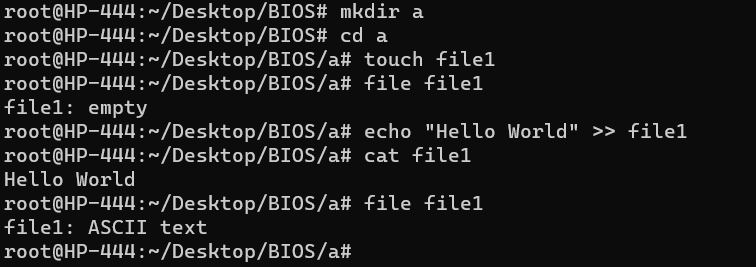 root@HP-444:~/Desktop/BIOS# mkdir a
root@HP-444:~/Desktop/BIOS# cd a
root@HP-444:~/Desktop/BIOS/a# touch file1
root@HP-444:~/Desktop/BIOS/a# file file1
file1: empty
root@HP-444:~/Desktop/BIOS/a# echo "Hello World" >> file1
root@HP-444:~/Desktop/BIOS/a# cat file1
Hello World
root@HP-444:~/Desktop/BIOS/a# file file1
file1: ASCII text
root@HP-444:~/Desktop/BIOS/a#